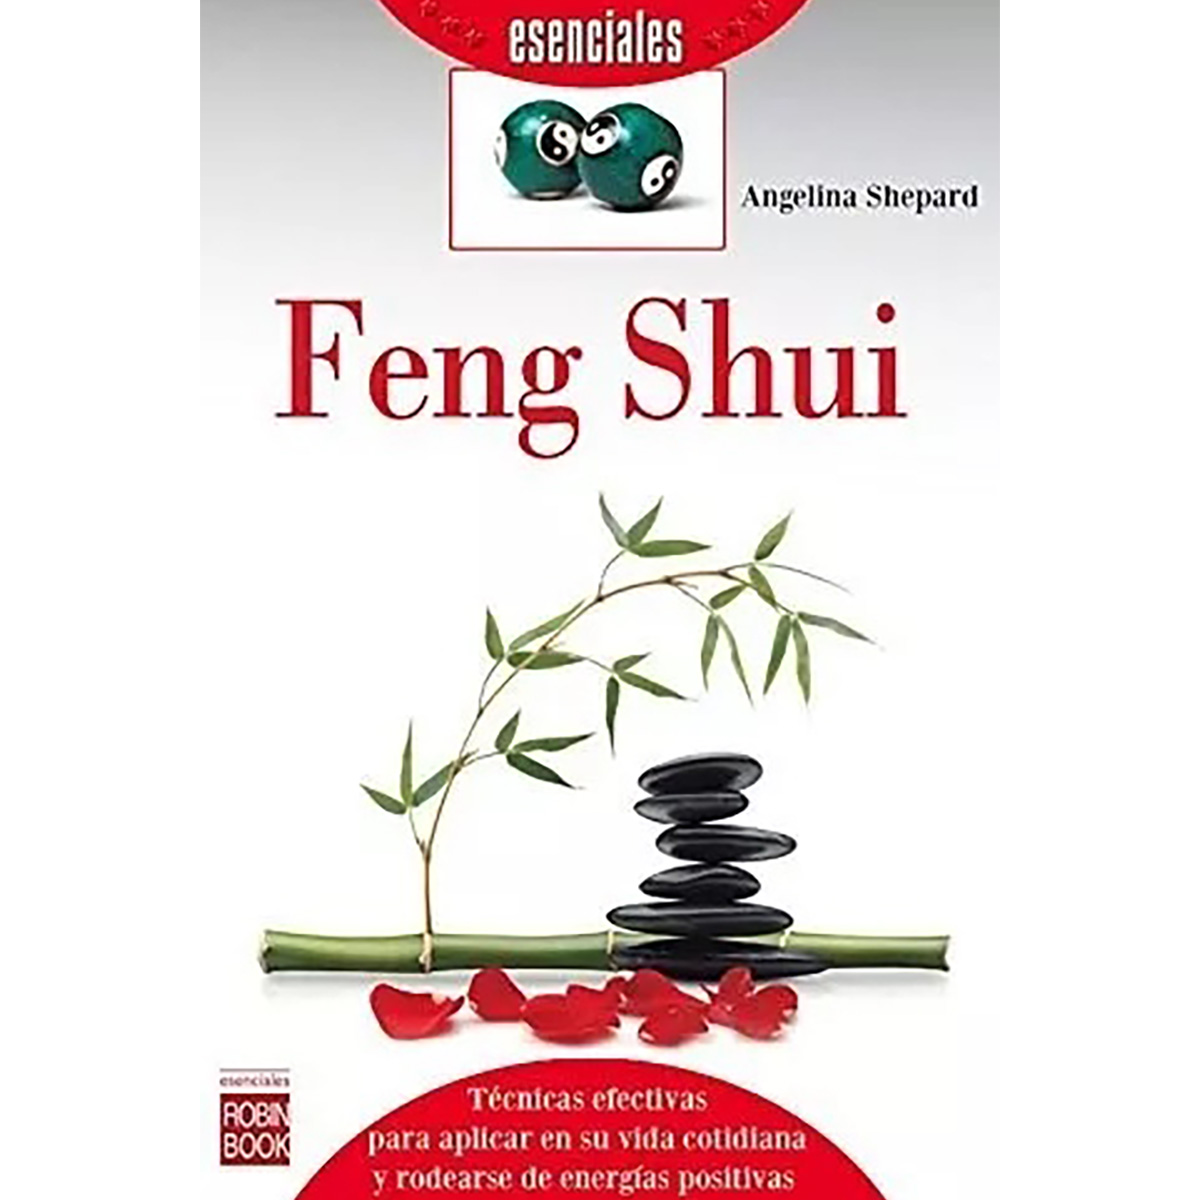 esenciales
Angelina Shepard
Feng Shui
esenciales
ROBIN
BOOK
Técnicas efectivas
para aplicar en su vida cotidiana
y rodearse de energías positivas